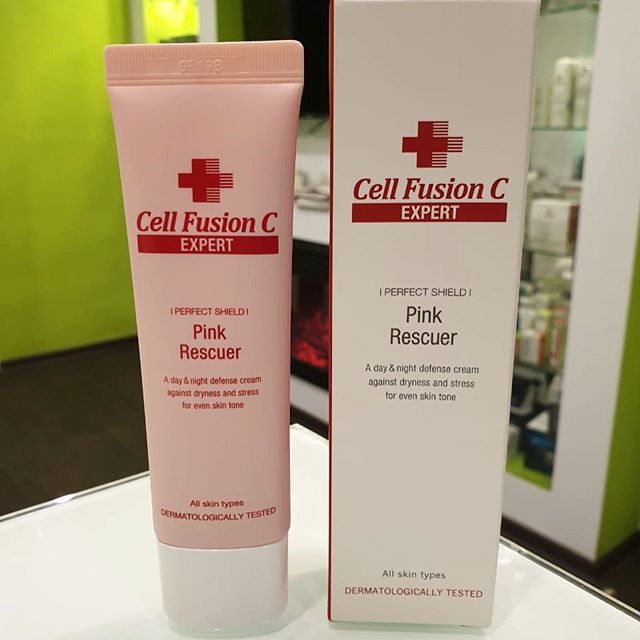 Cell Fusion C
EXPERT
I PERFECT SHIELD I
Pink
Rescuer
A day & night defense cream
against dryness and stress
for even skin tone
All skin types
DERMATOLOGICALLY TESTED
Cell Fusion C
EXPERT
I PERFECT SHIELD I
Pink
Rescuer
A day & night defense cream
against dryness and stress
for even skin tone
All skin types
DERMATOLOGICALLY TESTED